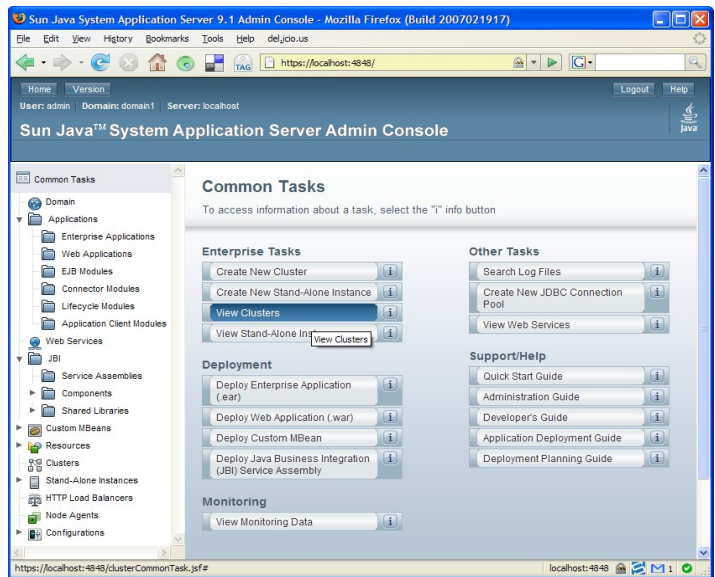 Sun Java System Application Server 9.1 Admin Console - Mozilla Firefox (Build 2007021917)
File Edit View History Bookmarks Tools Help del.icio.us
TAG https://localhost:4848/ G
Home Version Logout Help
User: admin Domain: domain1 Server: localhost
Sun Java™ System Application Server Admin Console
Java
Common Tasks
Domain
Applications
Enterprise Applications
Web Applications
EJB Modules
Connector Modules
Lifecycle Modules
Application Client Modules
Web Services
JBI
Service Assemblies
Components
Shared Libraries
Custom MBeans
Resources
Clusters
Stand-Alone Instances
HTTP Load Balancers
Node Agents
Configurations
Common Tasks
To access information about a task, select the "i" info button
Enterprise Tasks
Create New Cluster i
Create New Stand-Alone Instance i
View Clusters i
View Stand-Alone Ins i
View Clusters
Deployment
Deploy Enterprise Application i
(.ear)
Deploy Web Application (.war) i
Deploy Custom MBean i
Deploy Java Business Integration i
(JBI) Service Assembly
Monitoring
View Monitoring Data i
Other Tasks
Search Log Files i
Create New JDBC Connection i
Pool
View Web Services i
Support/Help
Quick Start Guide i
Administration Guide i
Developer's Guide i
Application Deployment Guide i
Deployment Planning Guide i
https://localhost:4848/clusterCommonTask.jsf# localhost:4848 1